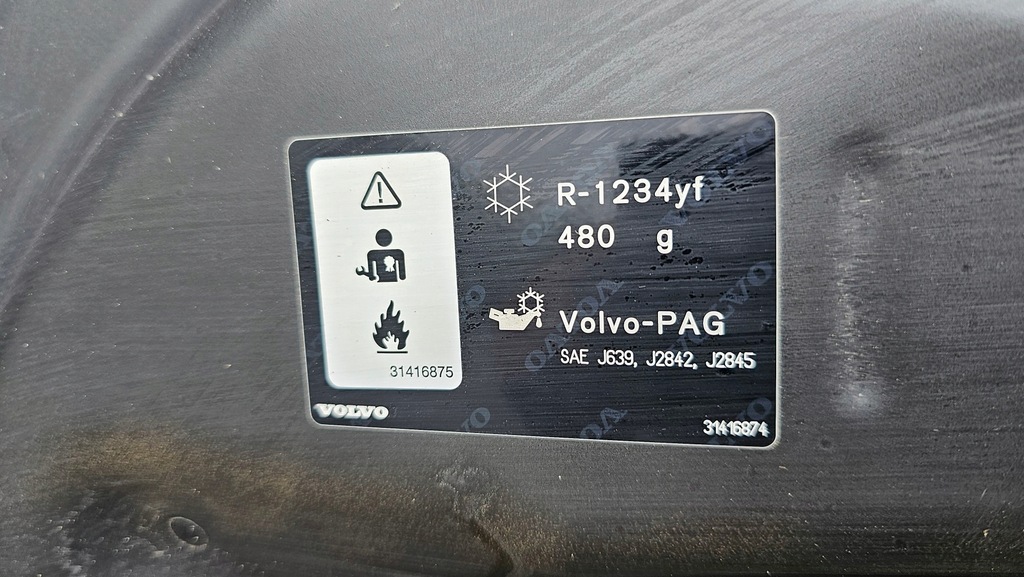 R-1234yf
480 g
Volvo-PAG
SAE J639, J2842, J2845
31416875
VOLVO
31416874